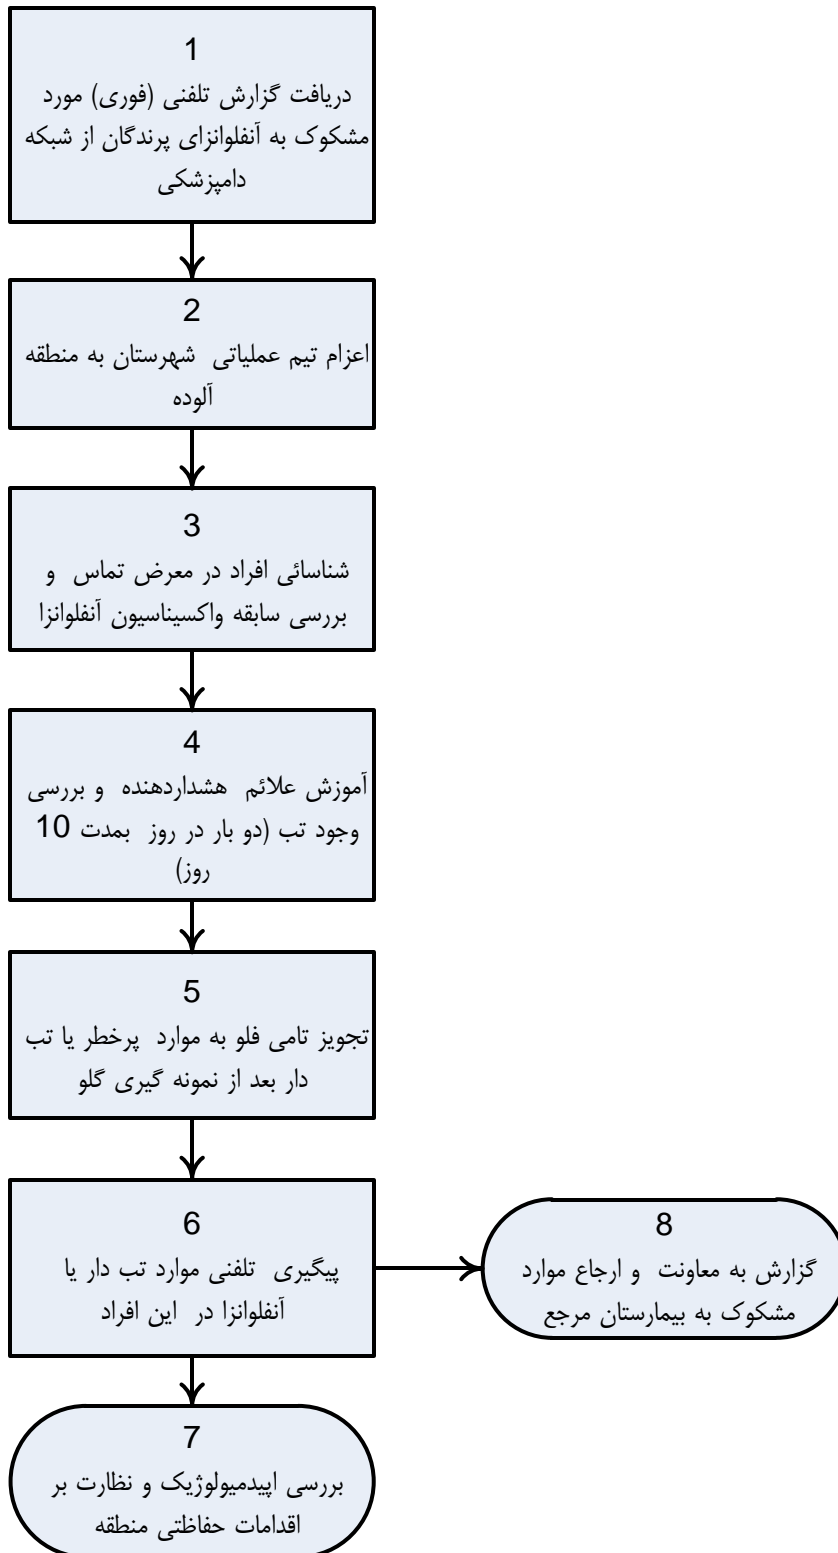 1
دریافت گزارش تلفنی (فوری) مورد
مشکوک به آنفلوانزای پرندگان از شبکه
دامپزشکی
2
اعزام تیم عملیاتی شهرستان به منطقه
آلوده
3
شناسائی افراد در معرض تماس و
بررسی سابقه واکسیناسیون آنفلوانزا
4
آموزش علائم هشداردهنده و بررسی
وجود تب (دو بار در روز بمدت 10
روز)
5
تجویز تامی فلو به موارد پرخطر یا تب
دار بعد از نمونه گیری گلو
6
پیگیری تلفنی موارد تب دار یا
آنفلوانزا در این افراد
8
گزارش به معاونت و ارجاع موارد
مشکوک به بیمارستان مرجع
7
بررسی اپیدمیولوژیک و نظارت بر
اقدامات حفاظتی منطقه